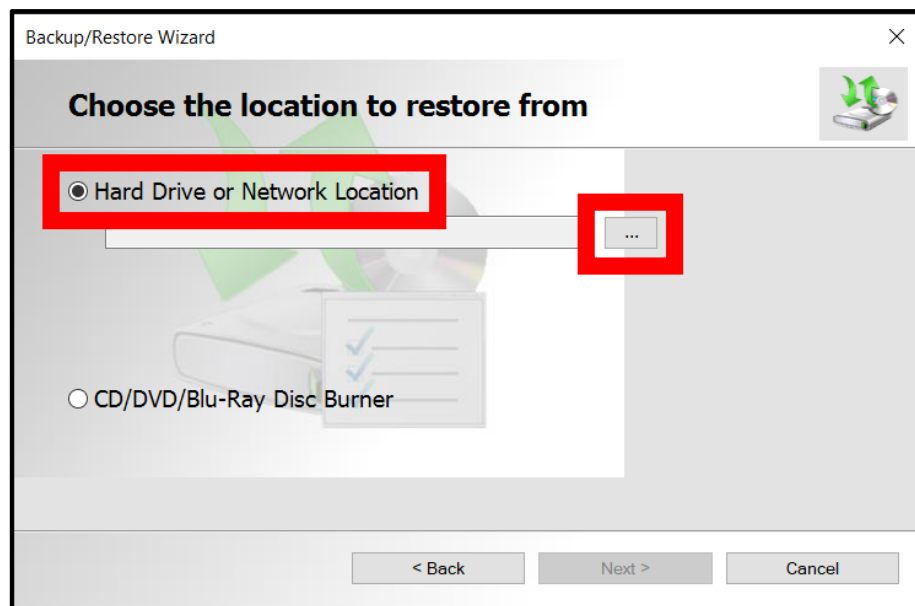 Backup/Restore Wizard
Choose the location to restore from
Hard Drive or Network Location
...
CD/DVD/Blu-Ray Disc Burner
< Back Next > Cancel